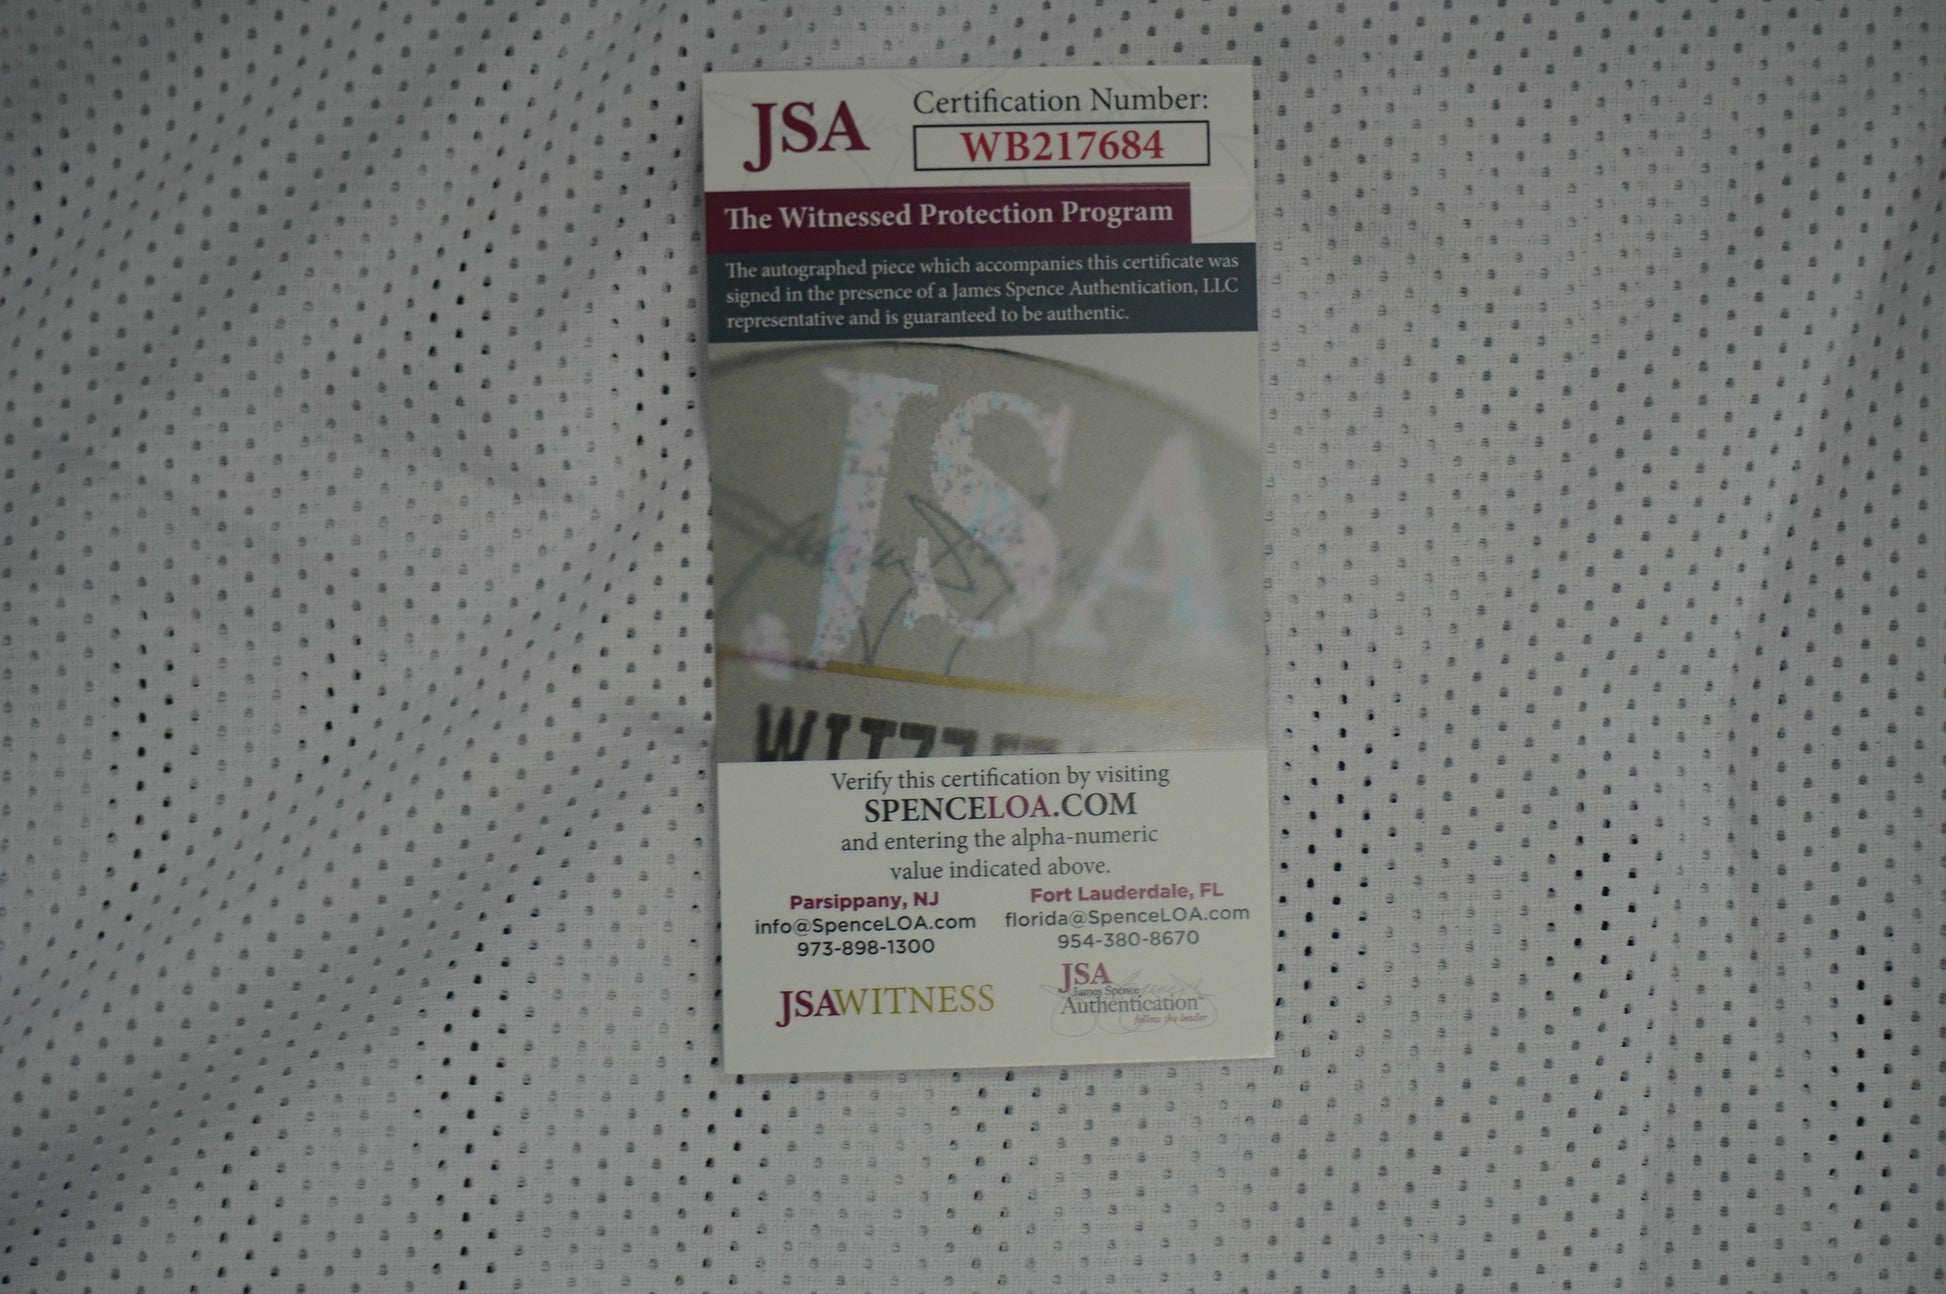 JSA
Certification Number:
WB217684
The Witnessed Protection Program
The autographed piece which accompanies this certificate was
signed in the presence of a James Spence Authentication, LLC
representative and is guaranteed to be authentic.
JSA
Verify this certification by visiting
SPENCELOA.COM
and entering the alpha-numeric
value indicated above.
Parsippany, NJ
info@SpenceLOA.com
973-898-1300
Fort Lauderdale, FL
florida@SpenceLOA.com
954-380-8670
JSAWITNESS
JSA
James Spence
Authentication
follow the leader